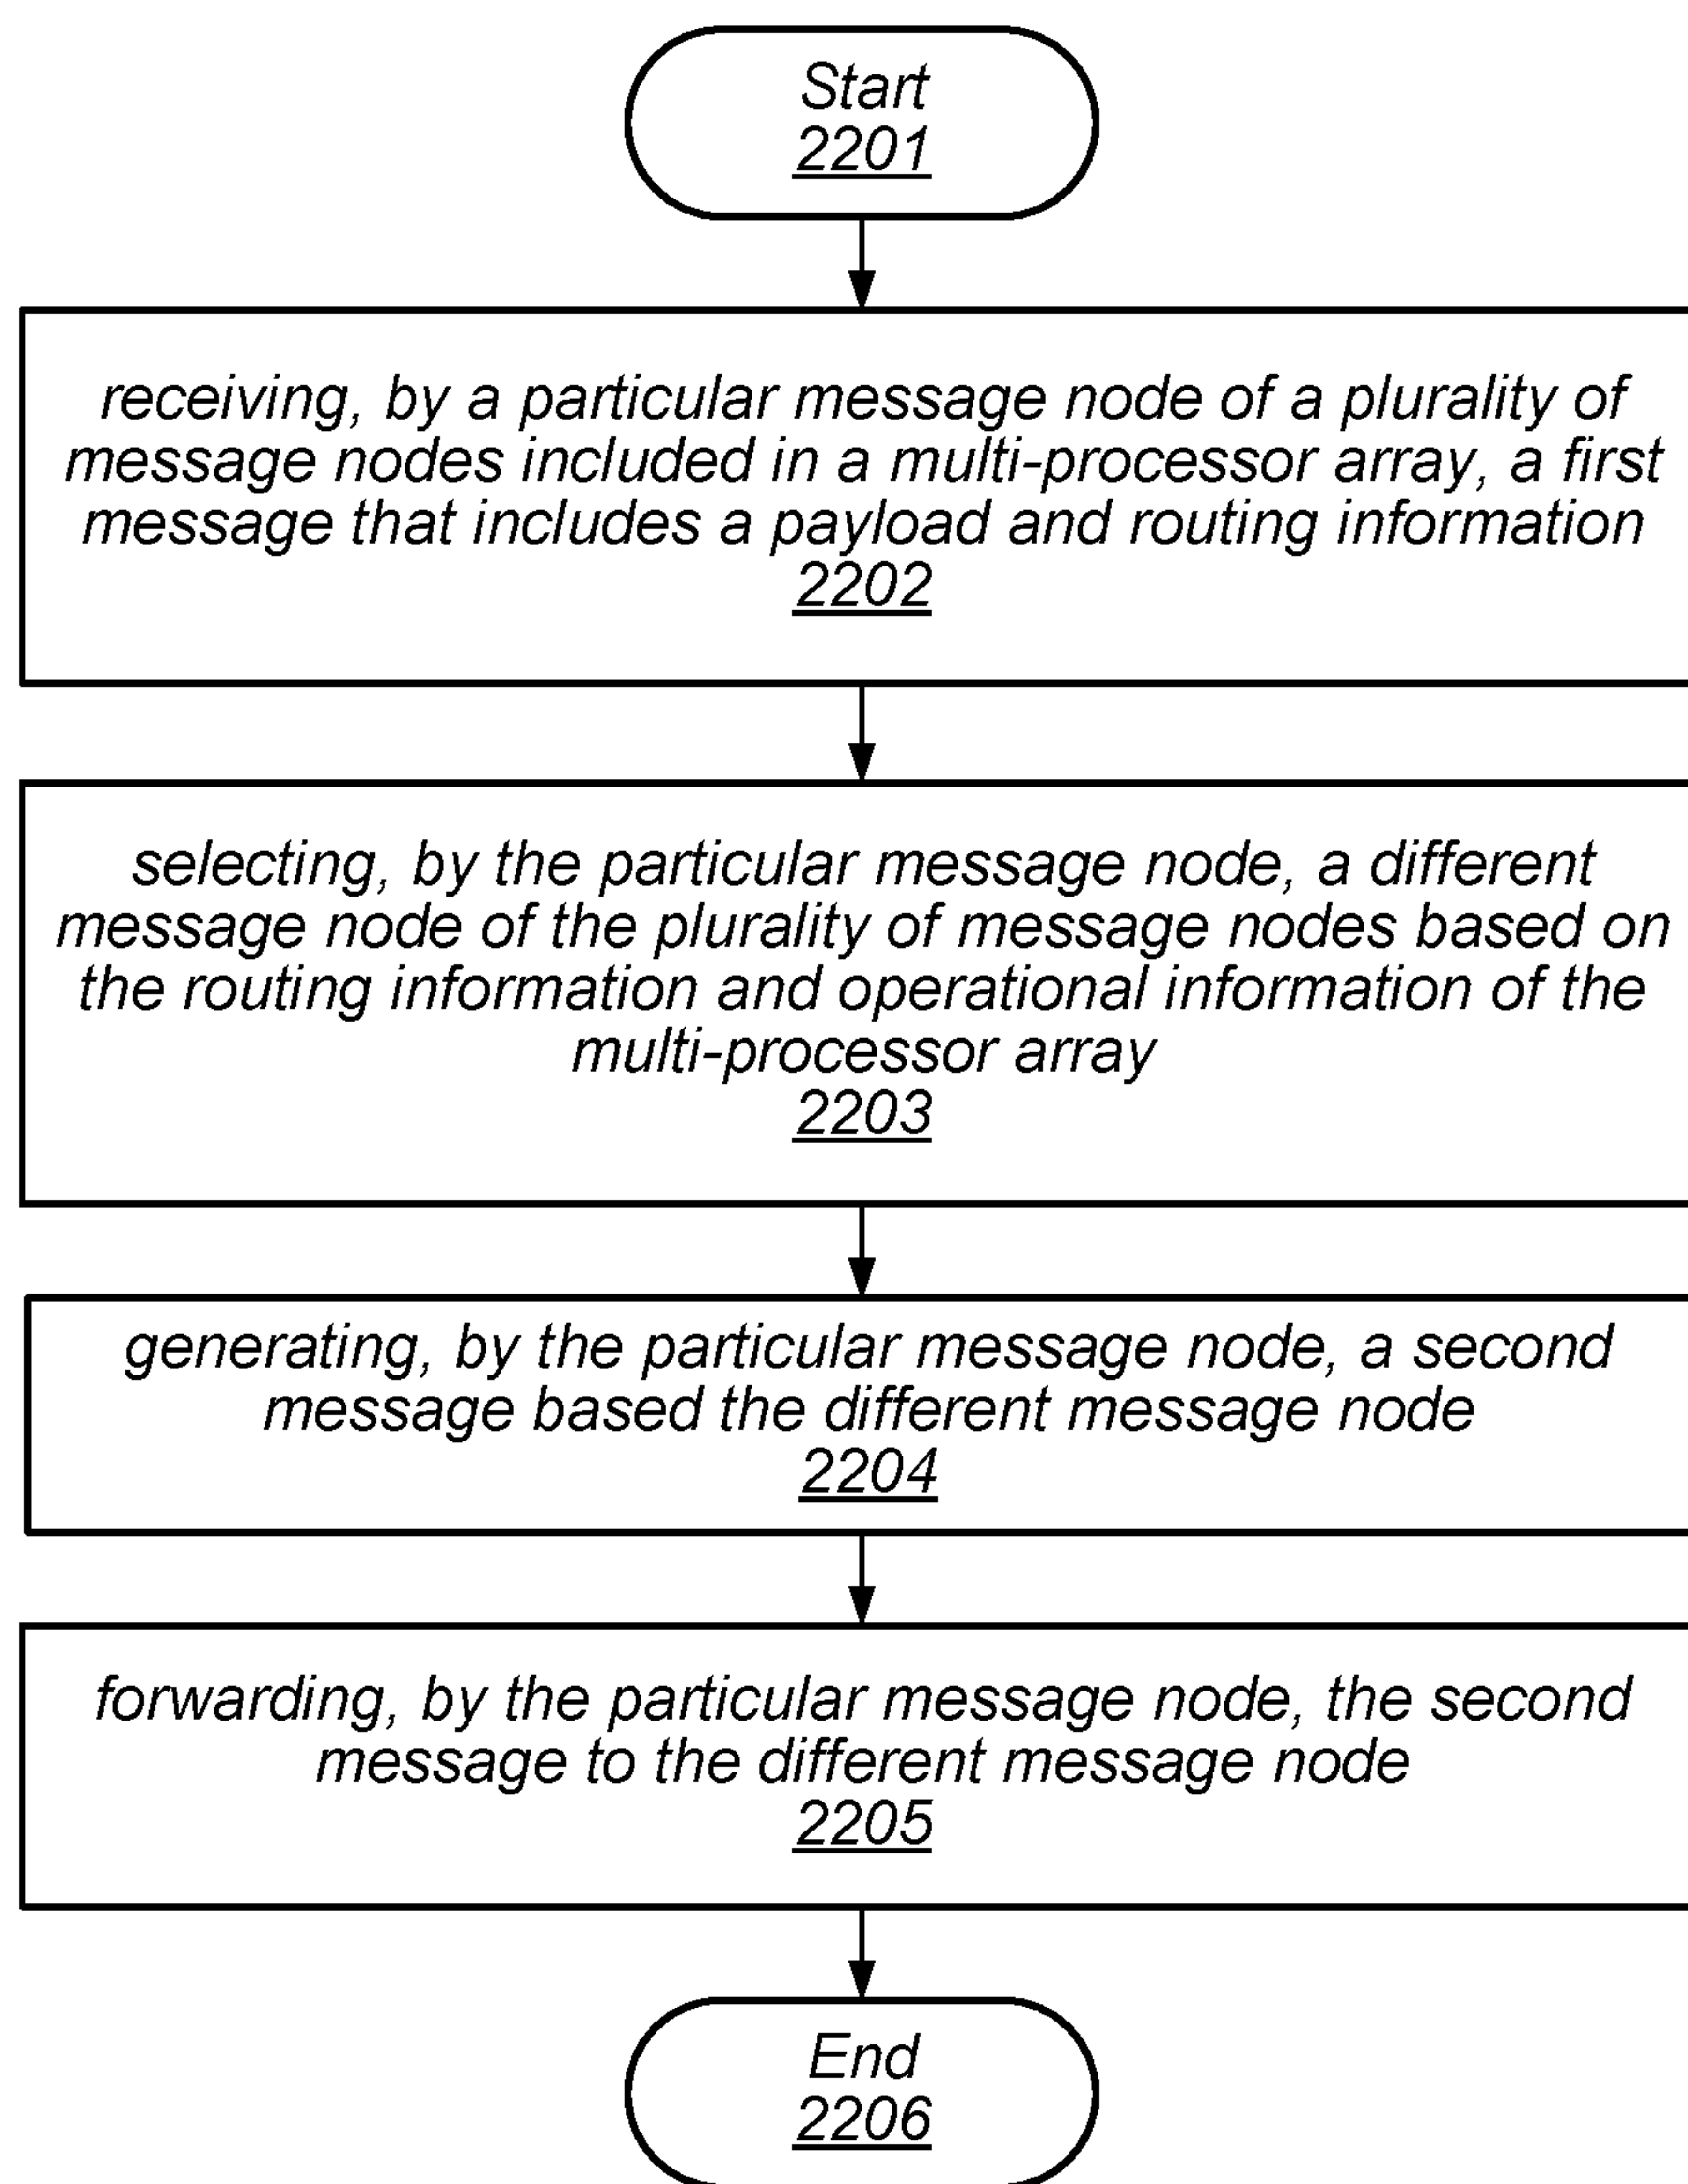 Start
2201
receiving, by a particular message node of a plurality of
message nodes included in a multi-processor array, a first
message that includes a payload and routing information
2202
selecting, by the particular message node, a different
message node of the plurality of message nodes based on
the routing information and operational information of the
multi-processor array
2203
generating, by the particular message node, a second
message based the different message node
2204
forwarding, by the particular message node, the second
message to the different message node
2205
End
2206